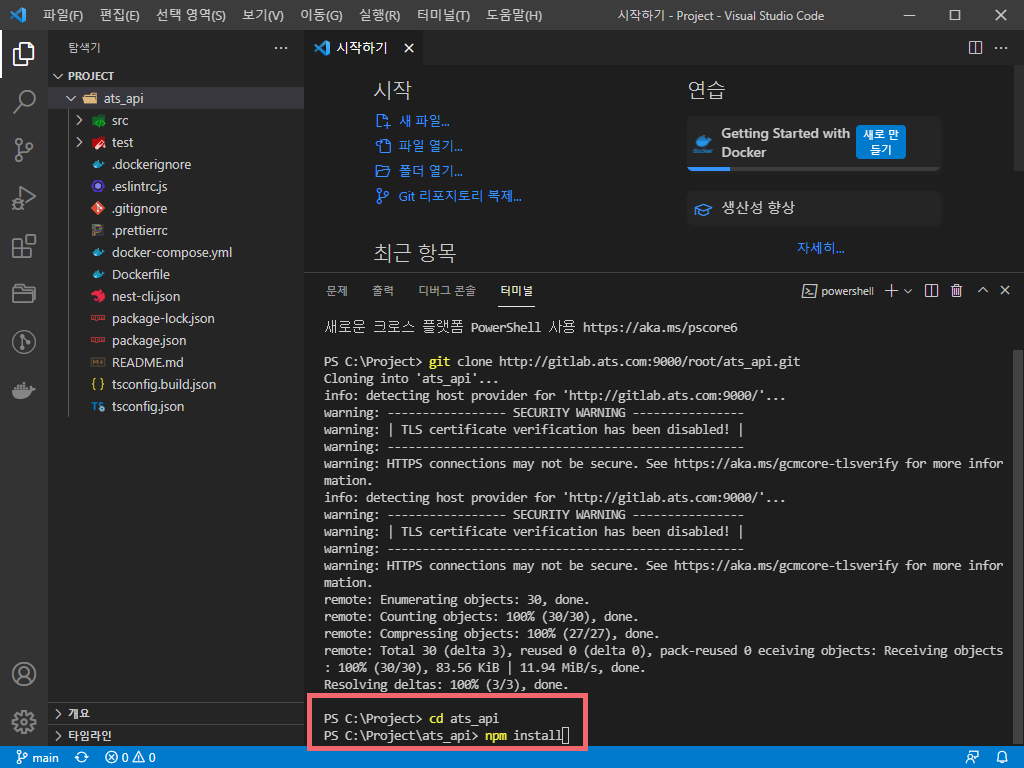 파일(F) 편집(E) 선택 영역(S) 보기(V) 이동(G) 실행(R) 터미널(T) 도움말(H) 시작하기 - Project - Visual Studio Code
탐색기
PROJECT
ats_api
src
test
.dockerignore
.eslintrc.js
.gitignore
.prettierrc
docker-compose.yml
Dockerfile
nest-cli.json
package-lock.json
package.json
README.md
tsconfig.build.json
TS tsconfig.json
개요
타임라인
시작하기
시작
새 파일...
파일 열기...
폴더 열기...
Git 리포지토리 복제...
최근 항목
연습
docker
Getting Started with
Docker
새로 만
들기
생산성 향상
자세히...
문제 출력 디버그 콘솔 터미널 powershell
새로운 크로스 플랫폼 PowerShell 사용 https://aka.ms/pscore6
PS C:\Project> git clone http://gitlab.ats.com:9000/root/ats_api.git
Cloning into 'ats_api'...
info: detecting host provider for 'http://gitlab.ats.com:9000/'...
warning: ----------------- SECURITY WARNING ----------------
warning: | TLS certificate verification has been disabled! |
warning: ---------------------------------------------------
warning: HTTPS connections may not be secure. See https://aka.ms/gcmcore-tlsverify for more infor
mation.
info: detecting host provider for 'http://gitlab.ats.com:9000/'...
warning: ----------------- SECURITY WARNING ----------------
warning: | TLS certificate verification has been disabled! |
warning: ---------------------------------------------------
warning: HTTPS connections may not be secure. See https://aka.ms/gcmcore-tlsverify for more infor
mation.
remote: Enumerating objects: 30, done.
remote: Counting objects: 100% (30/30), done.
remote: Compressing objects: 100% (27/27), done.
remote: Total 30 (delta 3), reused 0 (delta 0), pack-reused 0 eceiving objects: Receiving objects
: 100% (30/30), 83.56 KiB | 11.94 MiB/s, done.
Resolving deltas: 100% (3/3), done.
PS C:\Project> cd ats_api
PS C:\Project\ats_api> npm install
main 0 0